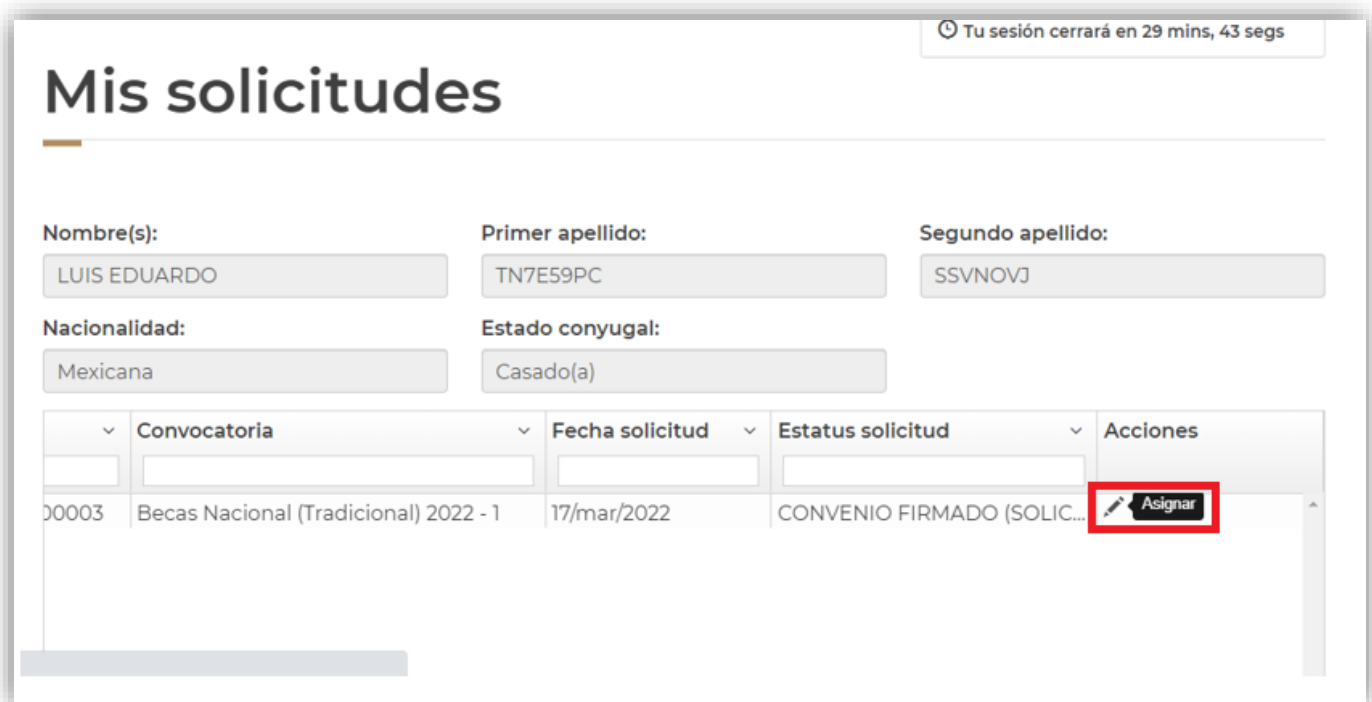 Tu sesión cerrará en 29 mins, 43 segs
Mis solicitudes
Nombre(s): Primer apellido: Segundo apellido:
LUIS EDUARDO TN7E59PC SSVNOVJ
Nacionalidad: Estado conyugal:
Mexicana Casado(a)
Convocatoria Fecha solicitud Estatus solicitud Acciones
00003 Becas Nacional (Tradicional) 2022 - 1 17/mar/2022 CONVENIO FIRMADO (SOLIC... Asignar